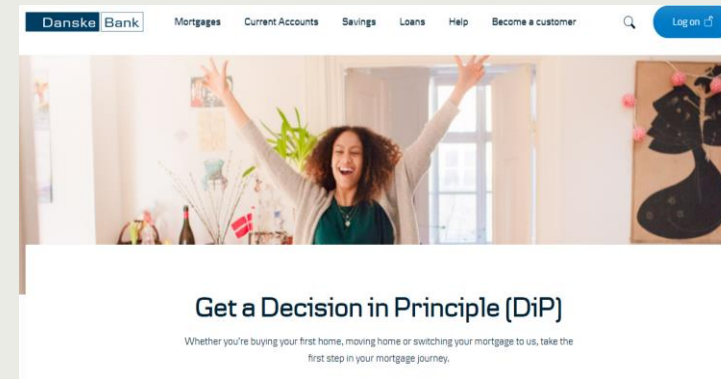 Danske Bank Mortgages Current Accounts Savings Loans Help Become a customer Log on
Get a Decision in Principle (DiP)
Whether you're buying your first home, moving home or switching your mortgage to us, take the
first step in your mortgage journey.